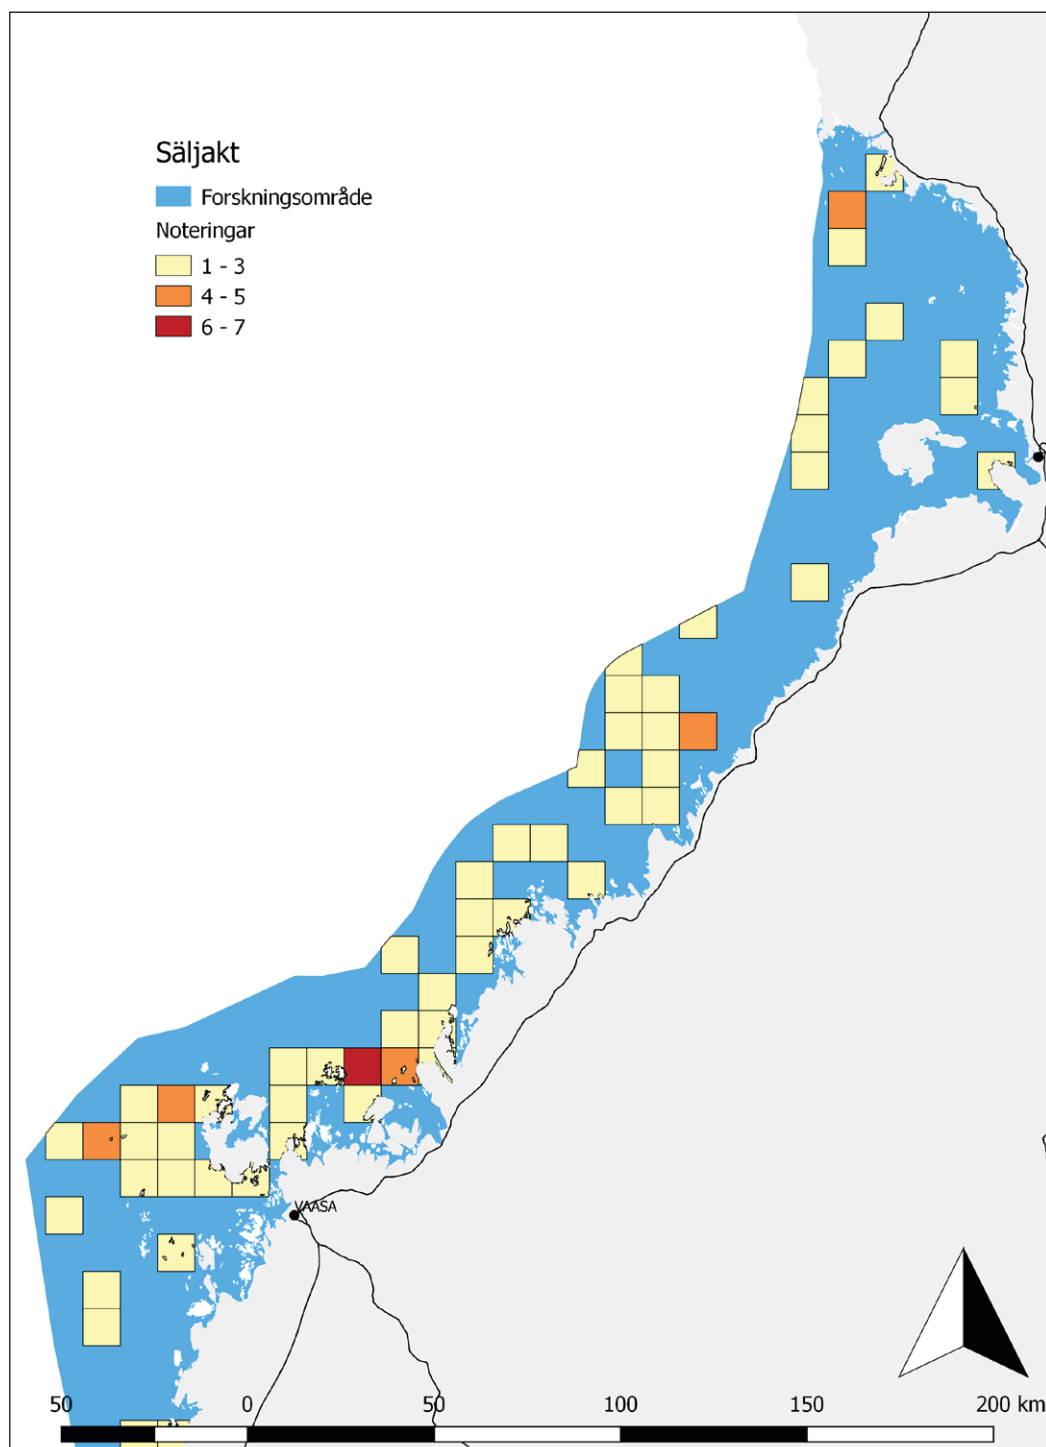 Säljakt
Forskningsområde
Noteringar
1 - 3
4 - 5
6 - 7
VAASA
50 0 50 100 150 200 km